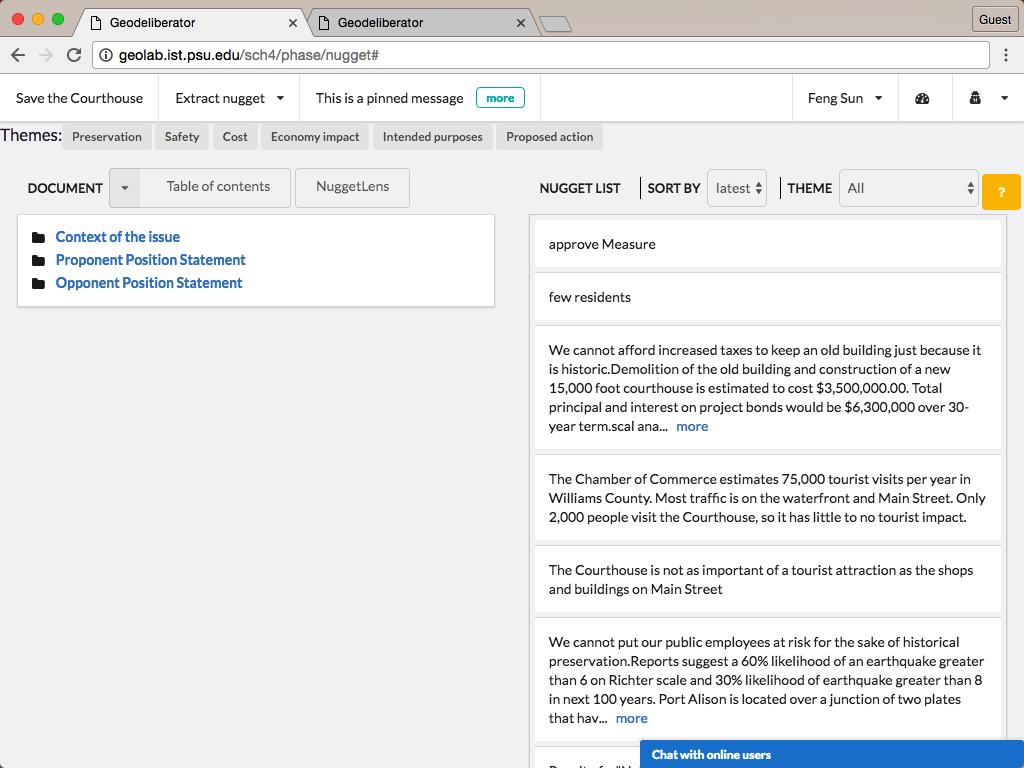 Geodeliberator
Geodeliberator
Guest
geolab.ist.psu.edu/sch4/phase/nugget#
Save the Courthouse
Extract nugget
This is a pinned message
more
Feng Sun
Themes:
Preservation
Safety
Cost
Economy impact
Intended purposes
Proposed action
DOCUMENT
Table of contents
NuggetLens
Context of the issue
Proponent Position Statement
Opponent Position Statement
NUGGET LIST
SORT BY
latest
THEME
All
?
approve Measure
few residents
We cannot afford increased taxes to keep an old building just because it
is historic.Demolition of the old building and construction of a new
15,000 foot courthouse is estimated to cost $3,500,000.00. Total
principal and interest on project bonds would be $6,300,000 over 30-
year term.scal ana... more
The Chamber of Commerce estimates 75,000 tourist visits per year in
Williams County. Most traffic is on the waterfront and Main Street. Only
2,000 people visit the Courthouse, so it has little to no tourist impact.
The Courthouse is not as important of a tourist attraction as the shops
and buildings on Main Street
We cannot put our public employees at risk for the sake of historical
preservation.Reports suggest a 60% likelihood of an earthquake greater
than 6 on Richter scale and 30% likelihood of earthquake greater than 8
in next 100 years. Port Alison is located over a junction of two plates
that hav... more
Chat with online users